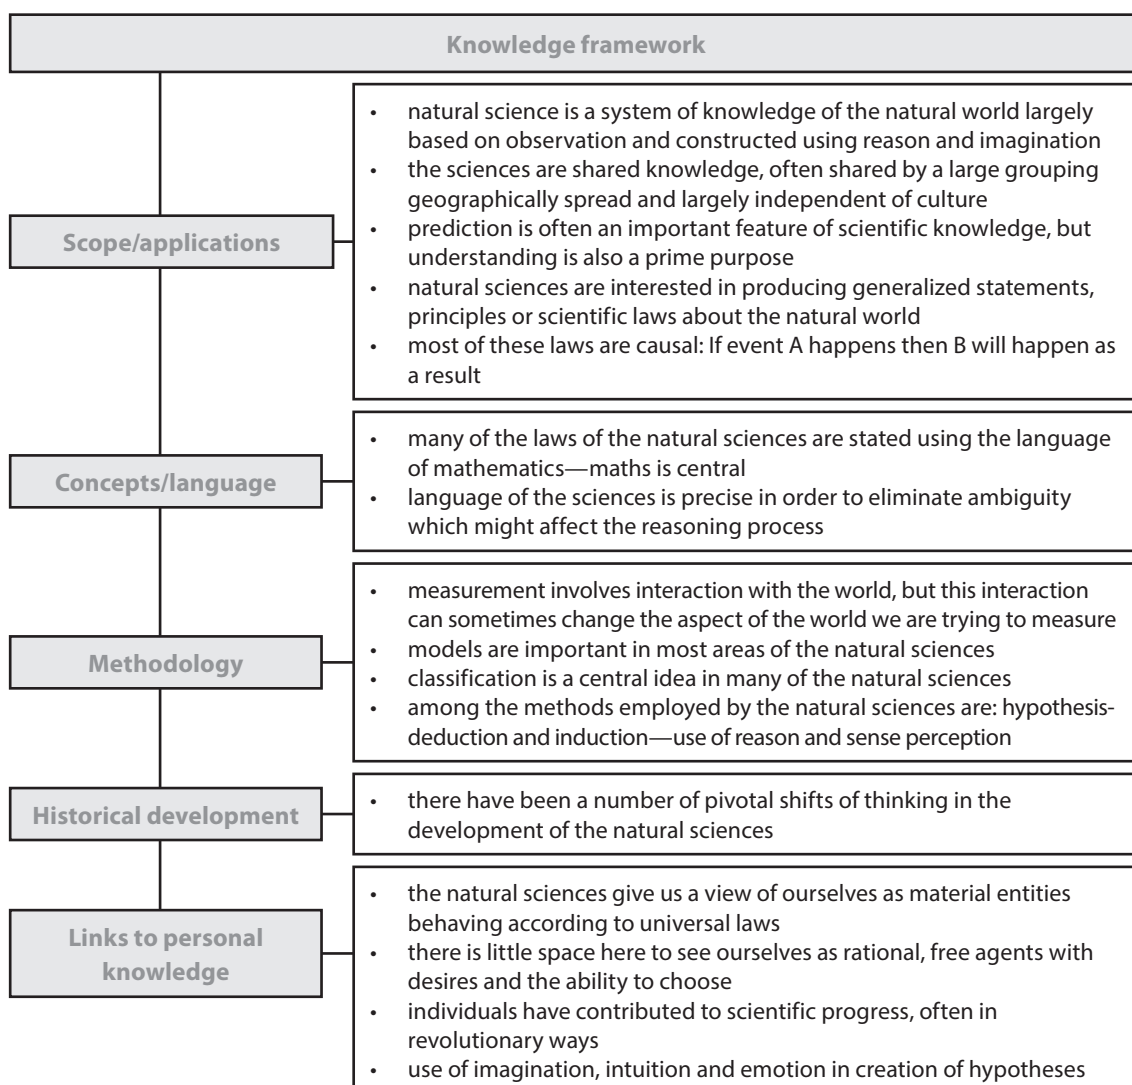 Knowledge framework
Scope/applications
• natural science is a system of knowledge of the natural world largely
based on observation and constructed using reason and imagination
• the sciences are shared knowledge, often shared by a large grouping
geographically spread and largely independent of culture
• prediction is often an important feature of scientific knowledge, but
understanding is also a prime purpose
• natural sciences are interested in producing generalized statements,
principles or scientific laws about the natural world
• most of these laws are causal: If event A happens then B will happen as
a result
Concepts/language
• many of the laws of the natural sciences are stated using the language
of mathematics—maths is central
• language of the sciences is precise in order to eliminate ambiguity
which might affect the reasoning process
Methodology
• measurement involves interaction with the world, but this interaction
can sometimes change the aspect of the world we are trying to measure
• models are important in most areas of the natural sciences
• classification is a central idea in many of the natural sciences
• among the methods employed by the natural sciences are: hypothesis-
deduction and induction—use of reason and sense perception
Historical development
• there have been a number of pivotal shifts of thinking in the
development of the natural sciences
Links to personal
knowledge
• the natural sciences give us a view of ourselves as material entities
behaving according to universal laws
• there is little space here to see ourselves as rational, free agents with
desires and the ability to choose
• individuals have contributed to scientific progress, often in
revolutionary ways
• use of imagination, intuition and emotion in creation of hypotheses